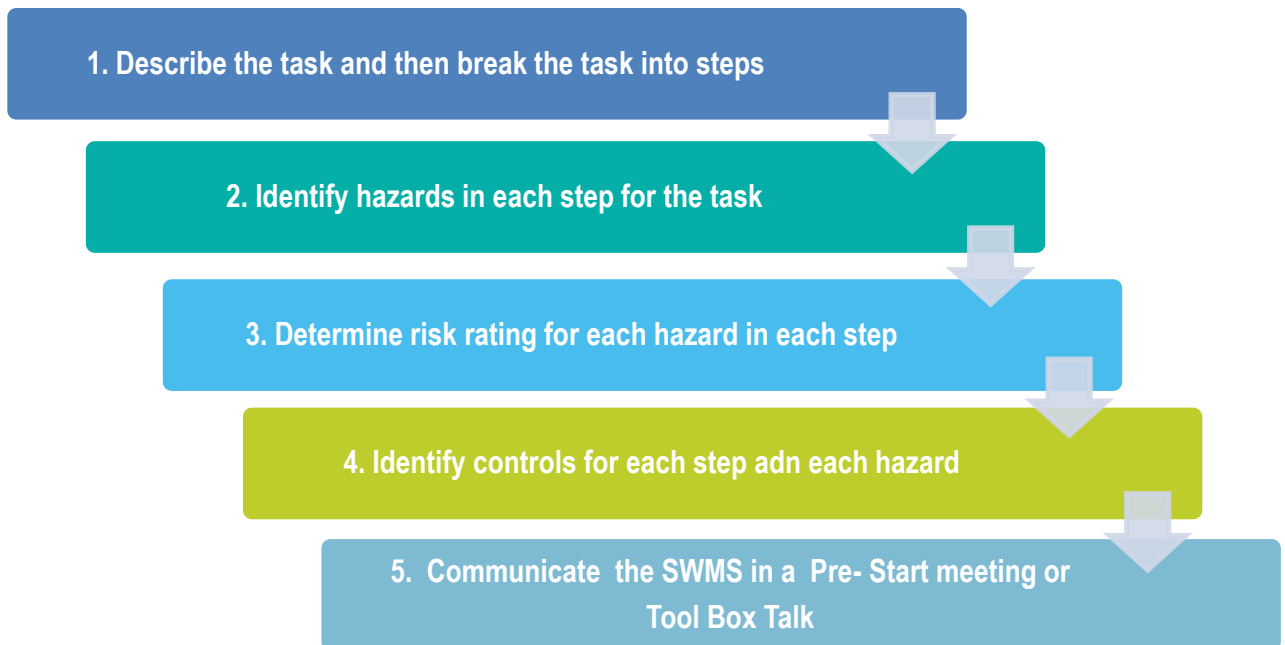 1. Describe the task and then break the task into steps
2. Identify hazards in each step for the task
3. Determine risk rating for each hazard in each step
4. Identify controls for each step adn each hazard
5. Communicate the SWMS in a Pre- Start meeting or
Tool Box Talk